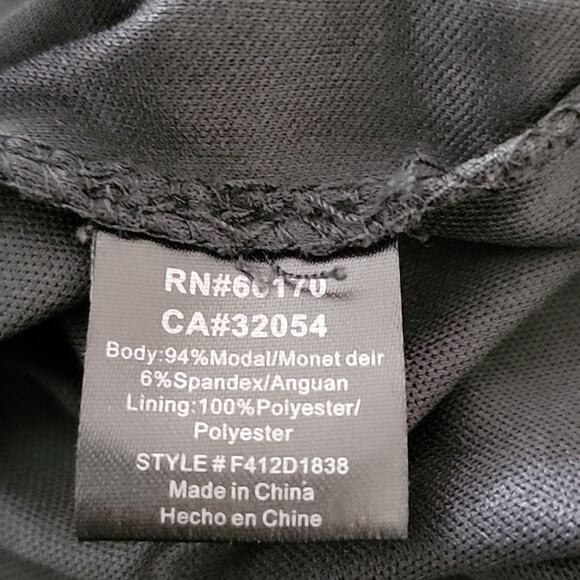 RN#66170
CA#32054
Body:94%Modal/Monet deir
6%Spandex/Anguan
Lining:100%Polyester/
Polyester
STYLE # F412D1838
Made in China
Hecho en Chine